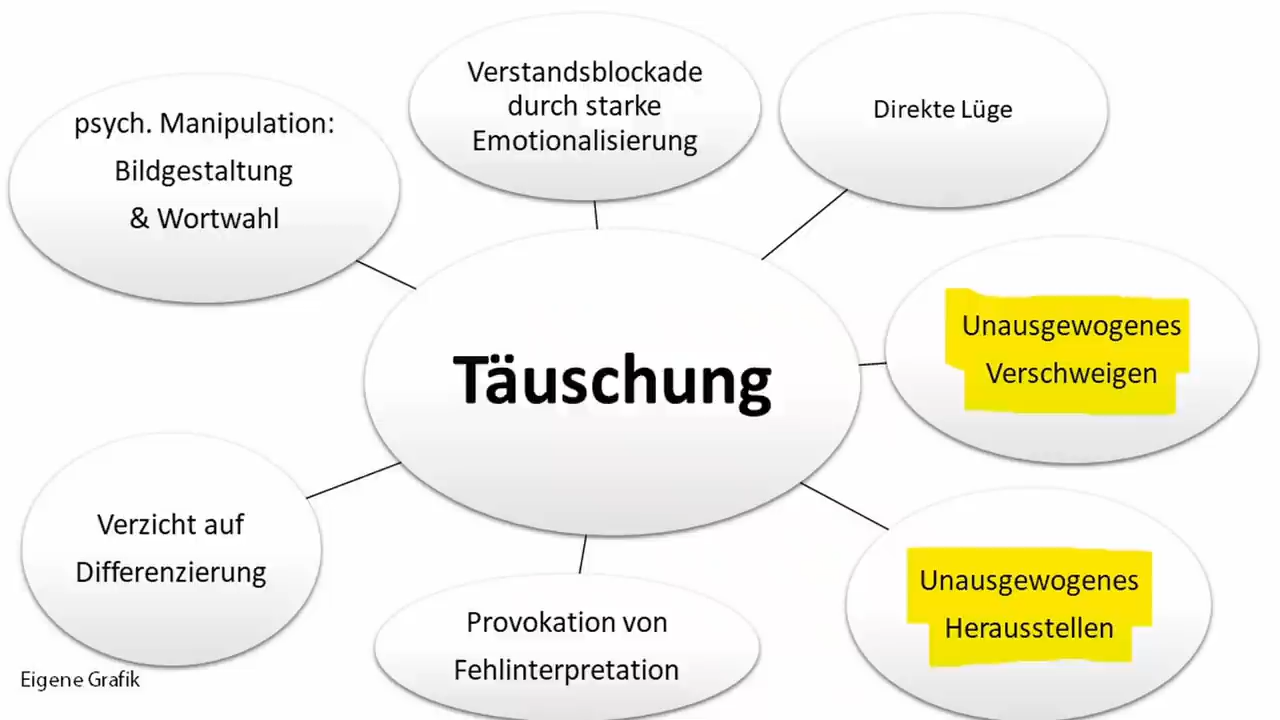 psych. Manipulation:
Bildgestaltung
& Wortwahl
Verstandsblockade
durch starke
Emotionalisierung
Direkte Lüge
Unausgewogenes
Verschweigen
Täuschung
Verzicht auf
Differenzierung
Provokation von
Fehlinterpretation
Unausgewogenes
Herausstellen
Eigene Grafik